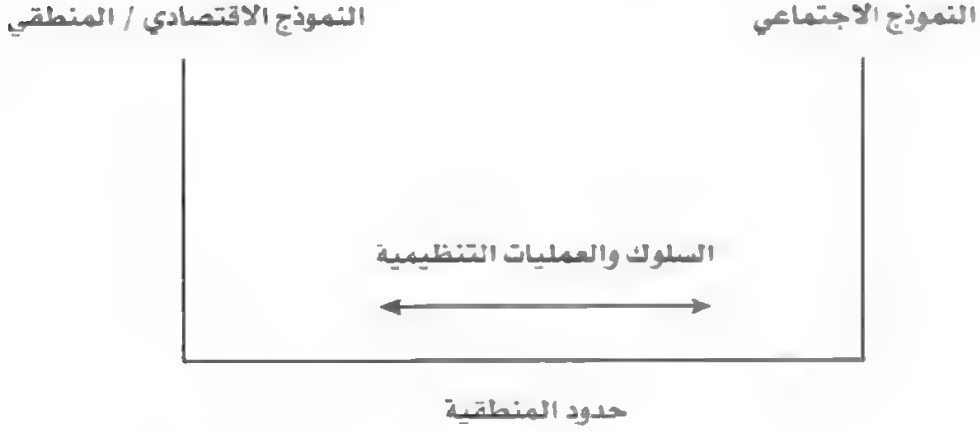 النموذج الاجتماعي
النموذج الاقتصادي / المنطقي
السلوك والعمليات التنظيمية
حدود المنطقية